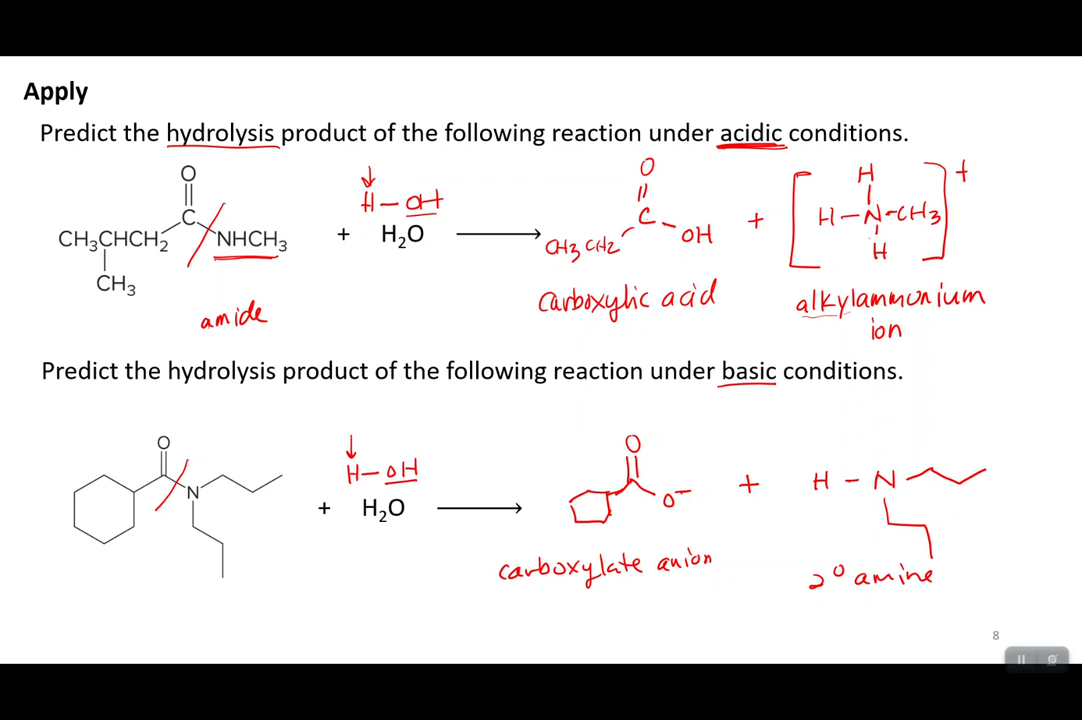 Apply
Predict the hydrolysis product of the following reaction under acidic conditions.
O
C
CH3CHCH2 NHCH3
CH3
amide
+
H - OH
H2O
O
C
CH3CH2 OH
+
H
H-N-CH3
H
+
carboxylic acid
alkylammonium
ion
Predict the hydrolysis product of the following reaction under basic conditions.
O
N
+
H - OH
H2O
O
O-
+
H - N
carboxylate anion
2° amine
8